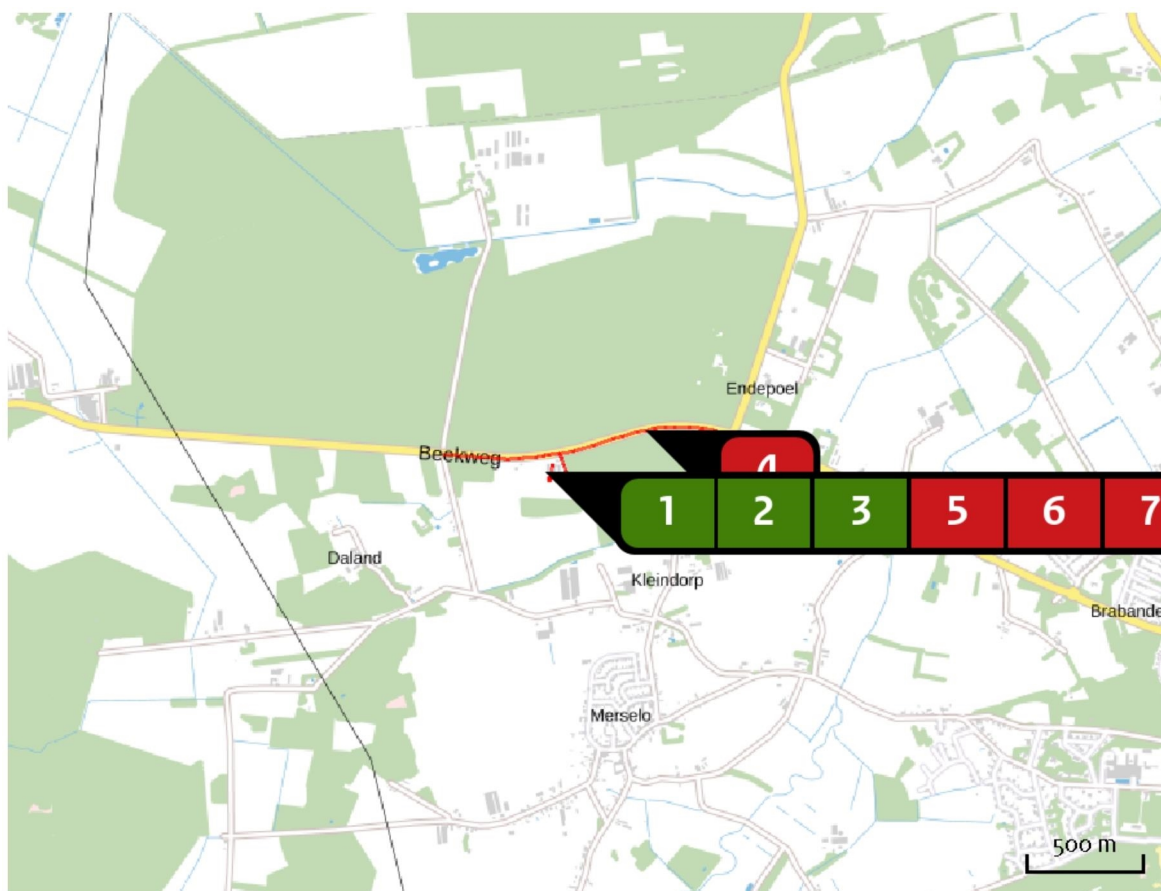 Endepoel
Beekweg
4
1 2 3 5 6 7
Daland
Kleindorp
Brabande
Merselo
500 m